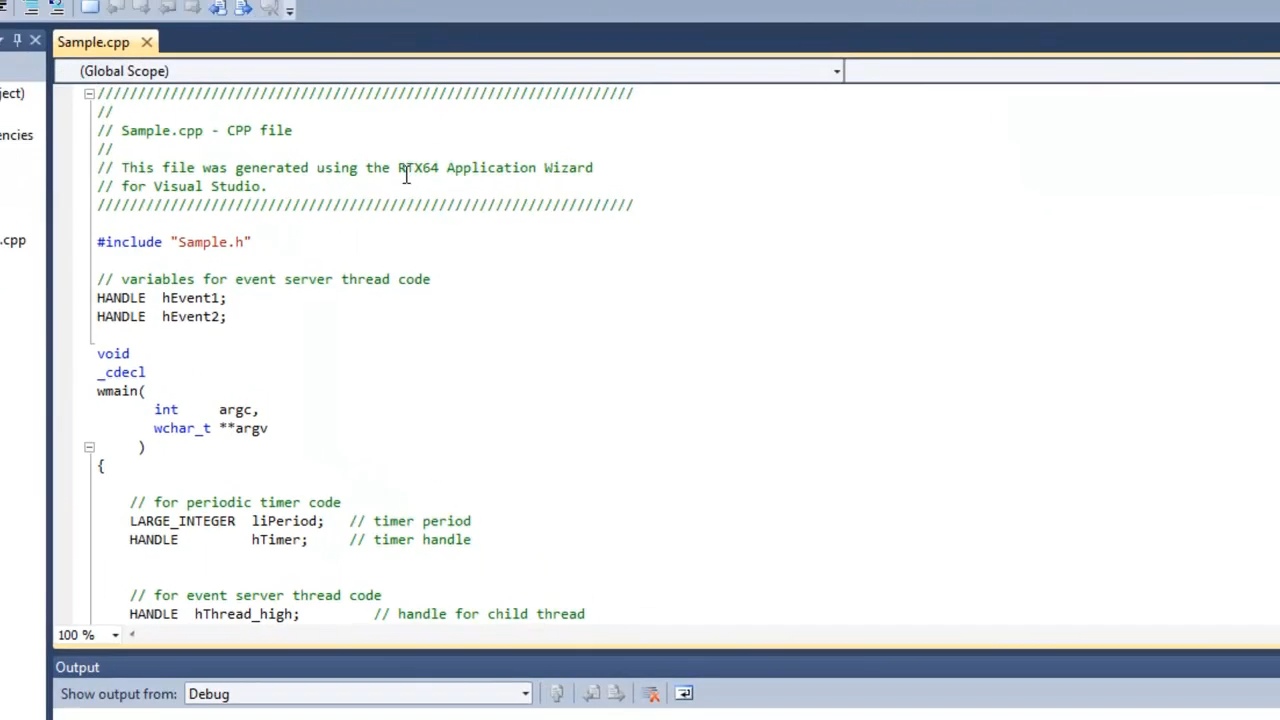 Sample.cpp
(Global Scope)
ject)
encies
.cpp
/////////////////////////////////////////////////////////////////
//
// Sample.cpp - CPP file
//
// This file was generated using the RTX64 Application Wizard
// for Visual Studio.
/////////////////////////////////////////////////////////////////
#include "Sample.h"
// variables for event server thread code
HANDLE  hEvent1;
HANDLE  hEvent2;
void
_cdecl
wmain(
int     argc,
wchar_t **argv
)
{
// for periodic timer code
LARGE_INTEGER  liPeriod;   // timer period
HANDLE         hTimer;     // timer handle
// for event server thread code
HANDLE  hThread_high;         // handle for child thread
100 %
Output
Show output from: Debug